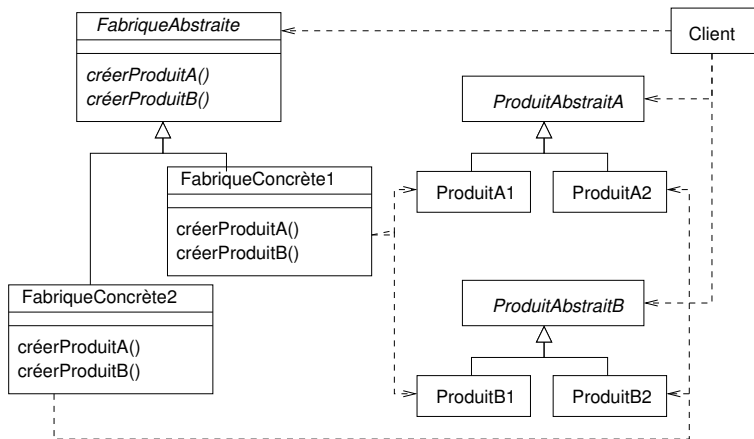 FabriqueAbstraite
créerProduitA()
créerProduitB()
Client
ProduitAbstraitA
FabriqueConcrète1
créerProduitA()
créerProduitB()
ProduitA1
ProduitA2
FabriqueConcrète2
créerProduitA()
créerProduitB()
ProduitAbstraitB
ProduitB1
ProduitB2